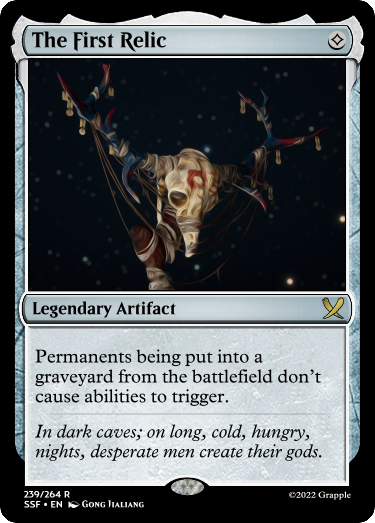 The First Relic
Legendary Artifact
Permanents being put into a
graveyard from the battlefield don't
cause abilities to trigger.
In dark caves; on long, cold, hungry,
nights, desperate men create their gods.
239/264 R
SSF • EN Gong Jialiang
©2022 Grapple